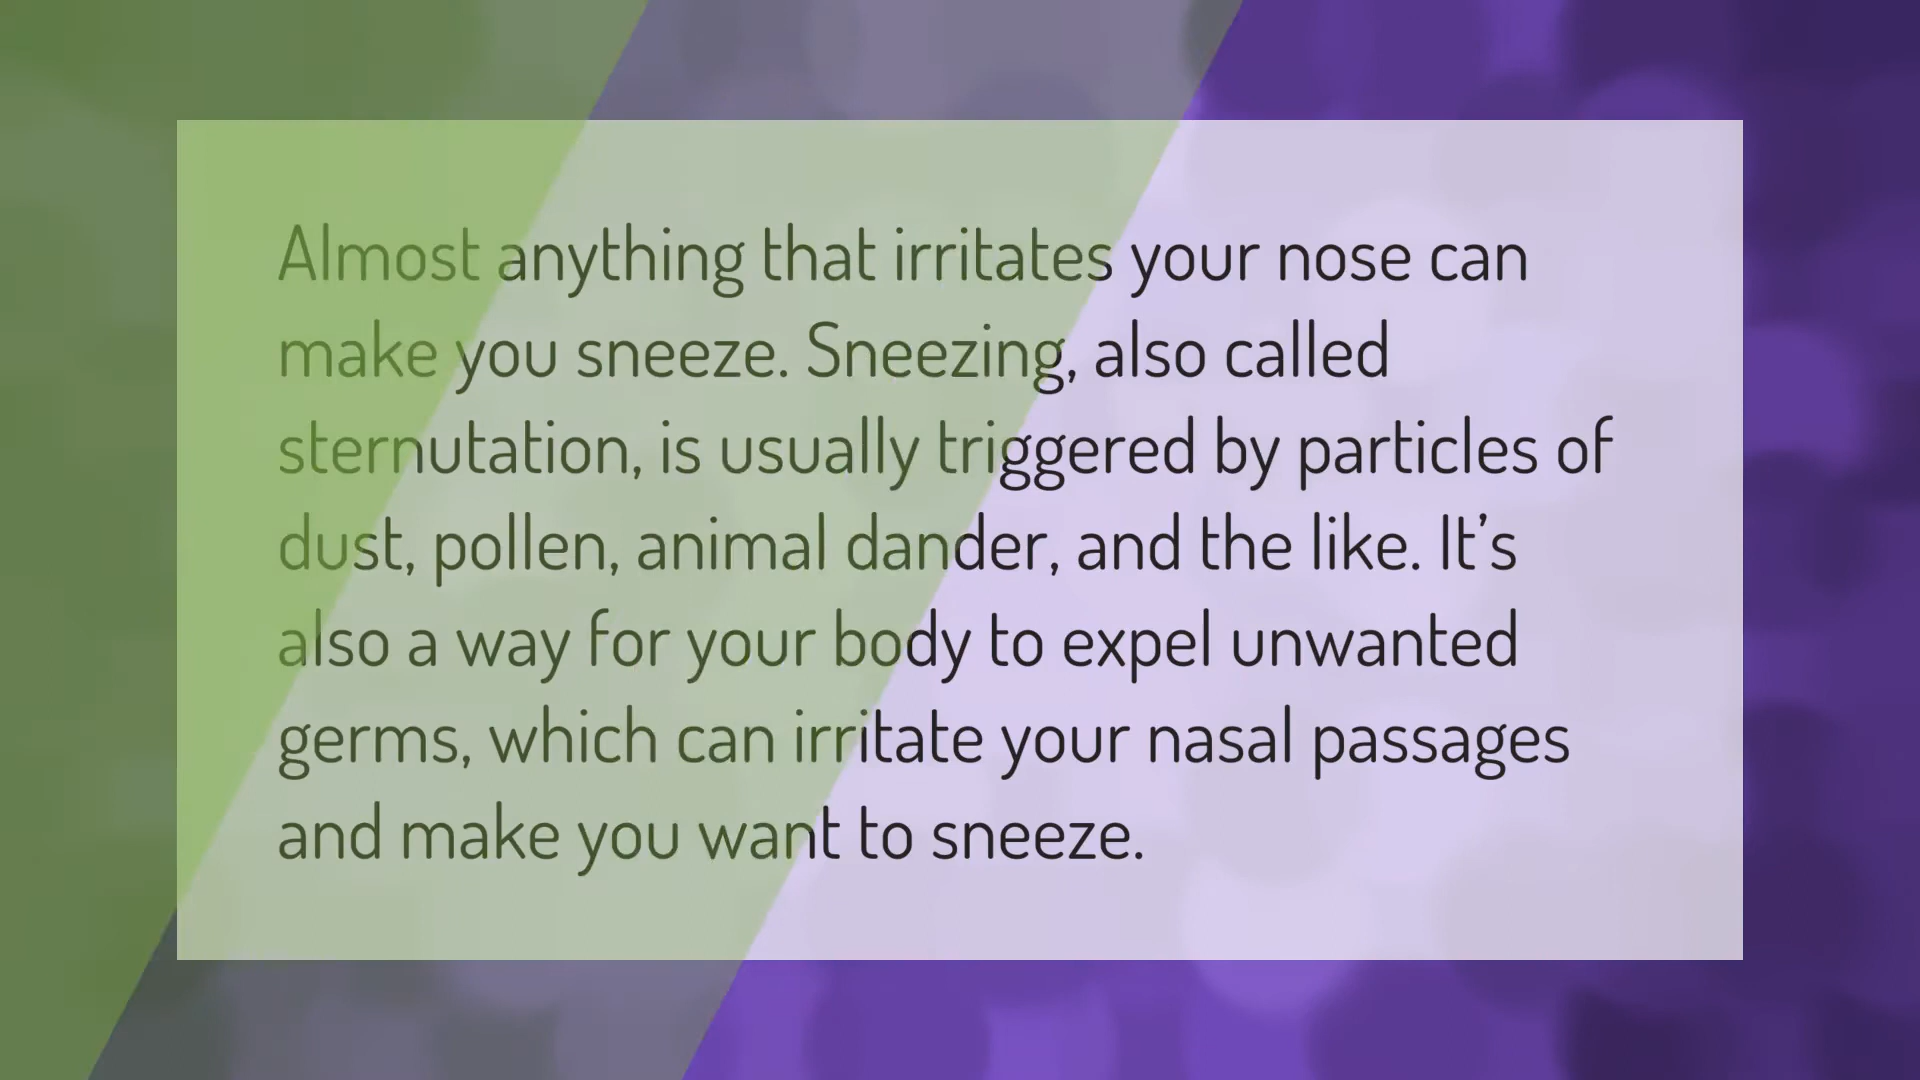 Almost anything that irritates your nose can
make you sneeze. Sneezing, also called
sternutation, is usually triggered by particles of
dust, pollen, animal dander, and the like. It’s
also a way for your body to expel unwanted
germs, which can irritate your nasal passages
and make you want to sneeze.